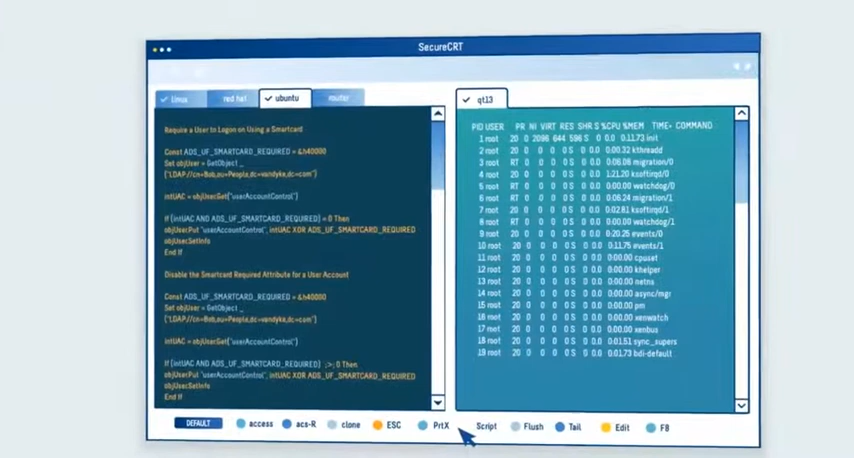 SecureCRT
Linux red hat ubuntu router
qt13
Require a User to Logon on Using a Smartcard
Const ADS_UF_SMARTCARD_REQUIRED = &h40000
Set objUser = GetObject _
("LDAP://cn=Bob,ou=People,dc=vandyke,dc=com")
intUAC = objUser.Get("userAccountControl")
If (intUAC AND ADS_UF_SMARTCARD_REQUIRED) = 0 Then
objUser.Put "userAccountControl", intUAC XOR ADS_UF_SMARTCARD_REQUIRED
objUser.SetInfo
End If
Disable the Smartcard Required Attribute for a User Account
Const ADS_UF_SMARTCARD_REQUIRED = &h40000
Set objUser = GetObject _
("LDAP://cn=Bob,ou=People,dc=vandyke,dc=com")
intUAC = objUser.Get("userAccountControl")
If (intUAC AND ADS_UF_SMARTCARD_REQUIRED) ;>; 0 Then
objUser.Put "userAccountControl", intUAC XOR ADS_UF_SMARTCARD_REQUIRED
objUser.SetInfo
End If
PID USER PR NI VIRT RES SHR S %CPU %MEM TIME+ COMMAND
1 root 20 0 2096 644 596 S 0 0.0 0:11.73 init
2 root 20 0 0 0 0 S 0 0.0 0:00.32 kthreadd
3 root RT 0 0 0 0 S 0 0.0 0:06.08 migration/0
4 root 20 0 0 0 0 S 0 0.0 1:21.20 ksoftirqd/0
5 root RT 0 0 0 0 S 0 0.0 0:00.00 watchdog/0
6 root RT 0 0 0 0 S 0 0.0 0:06.24 migration/1
7 root 20 0 0 0 0 S 0 0.0 0:02.81 ksoftirqd/1
8 root RT 0 0 0 0 S 0 0.0 0:00.00 watchdog/1
9 root 20 0 0 0 0 S 0 0.0 0:20.25 events/0
10 root 20 0 0 0 0 S 0 0.0 0:11.75 events/1
11 root 20 0 0 0 0 S 0 0.0 0:00.00 cpuset
12 root 20 0 0 0 0 S 0 0.0 0:00.00 khelper
13 root 20 0 0 0 0 S 0 0.0 0:00.00 netns
14 root 20 0 0 0 0 S 0 0.0 0:00.00 async/mgr
15 root 20 0 0 0 0 S 0 0.0 0:00.00 pm
16 root 20 0 0 0 0 S 0 0.0 0:00.00 xenwatch
17 root 20 0 0 0 0 S 0 0.0 0:00.00 xenbus
18 root 20 0 0 0 0 S 0 0.0 0:01.51 sync_supers
19 root 20 0 0 0 0 S 0 0.0 0:01.73 bdi-default
DEFAULT access acs-R clone ESC PrtX Script Flush Tail Edit F8